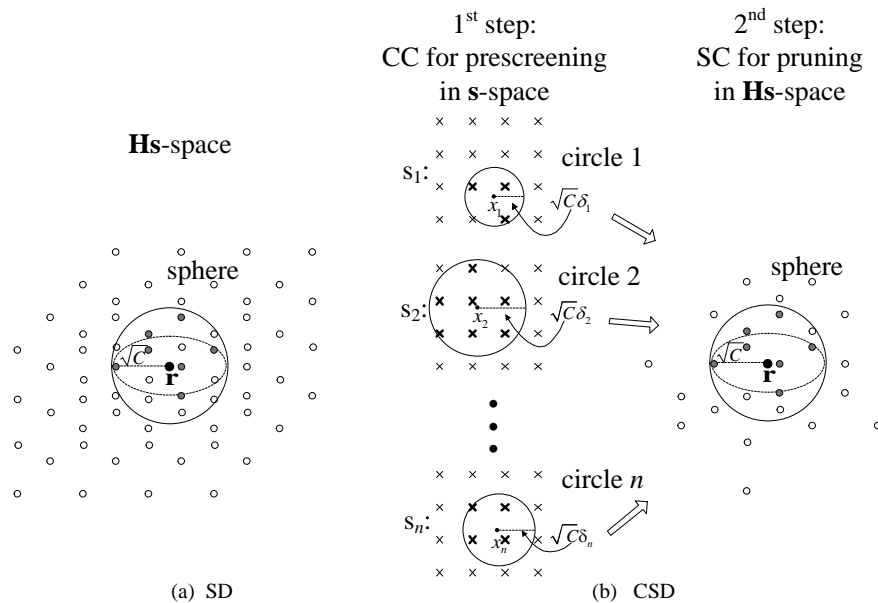 1st step:
CC for prescreening
in s-space
2nd step:
SC for pruning
in Hs-space
Hs-space
sphere
√C
r
s1:
circle 1
x1
√Cδ1
s2:
circle 2
x2
√Cδ2
sn:
circle n
xn
√Cδn
sphere
√C
r
(a) SD
(b) CSD